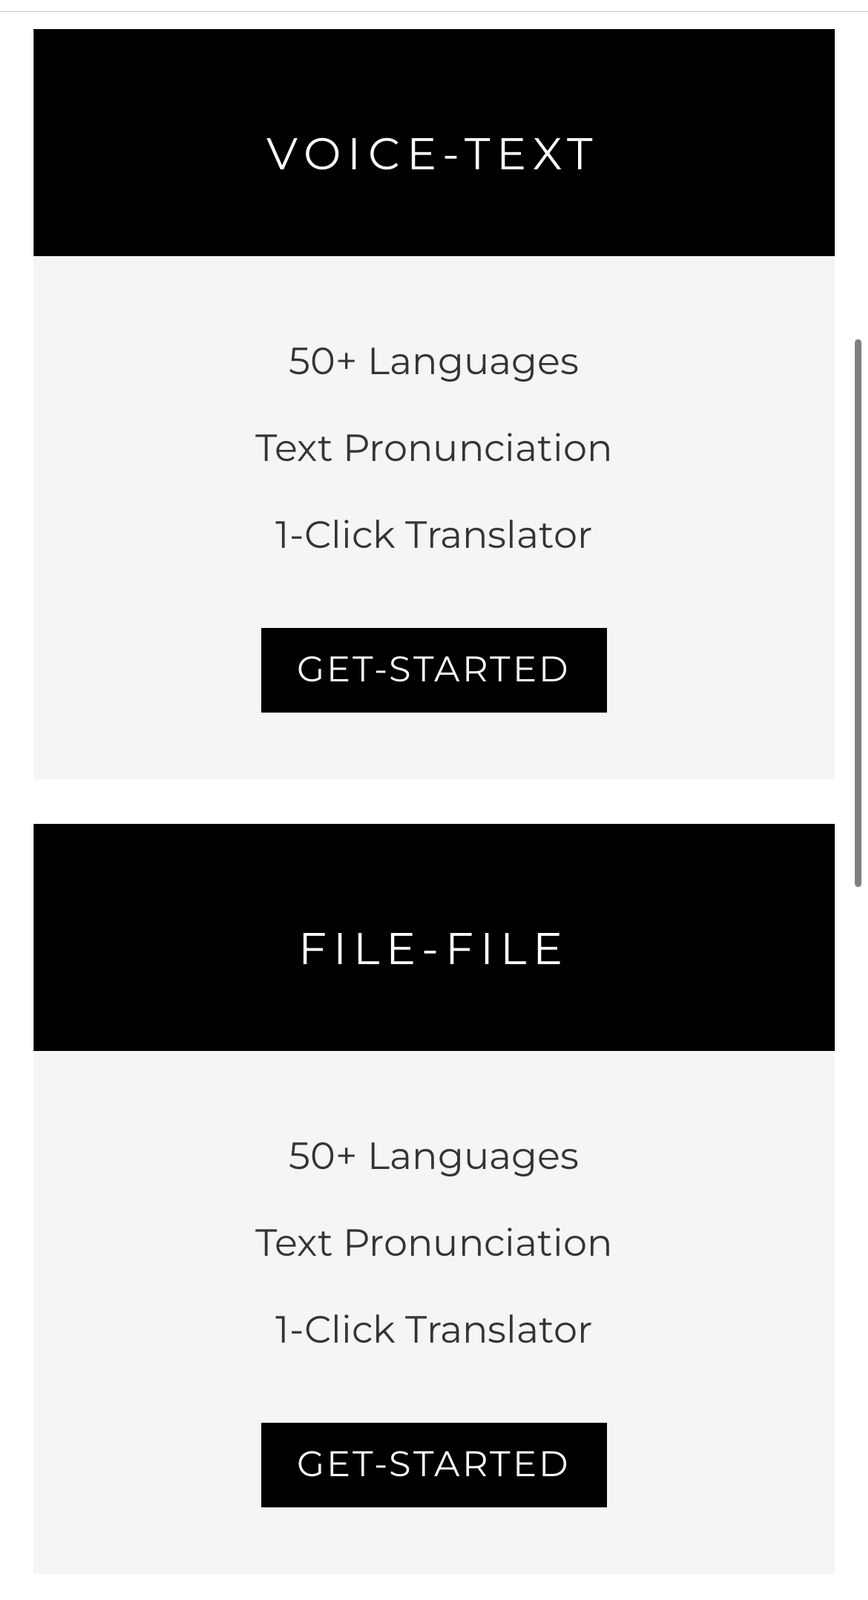 VOICE-TEXT
50+ Languages
Text Pronunciation
1-Click Translator
GET-STARTED
FILE-FILE
50+ Languages
Text Pronunciation
1-Click Translator
GET-STARTED